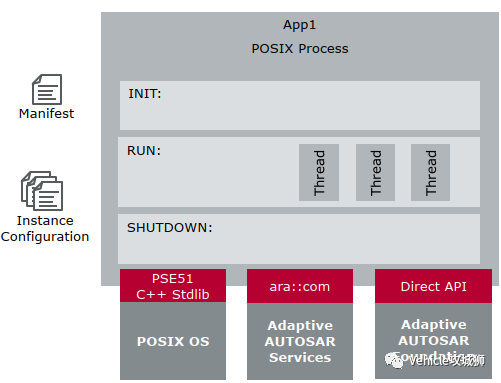 App1
POSIX Process
INIT:
Manifest
RUN:
Thread
Thread
Thread
Instance
Configuration
SHUTDOWN:
PSE51
C++ Stdlib
ara::com
Direct API
POSIX OS
Adaptive
AUTOSAR
Services
Adaptive
AUTOSAR
Foundation
Vehicle攻城狮